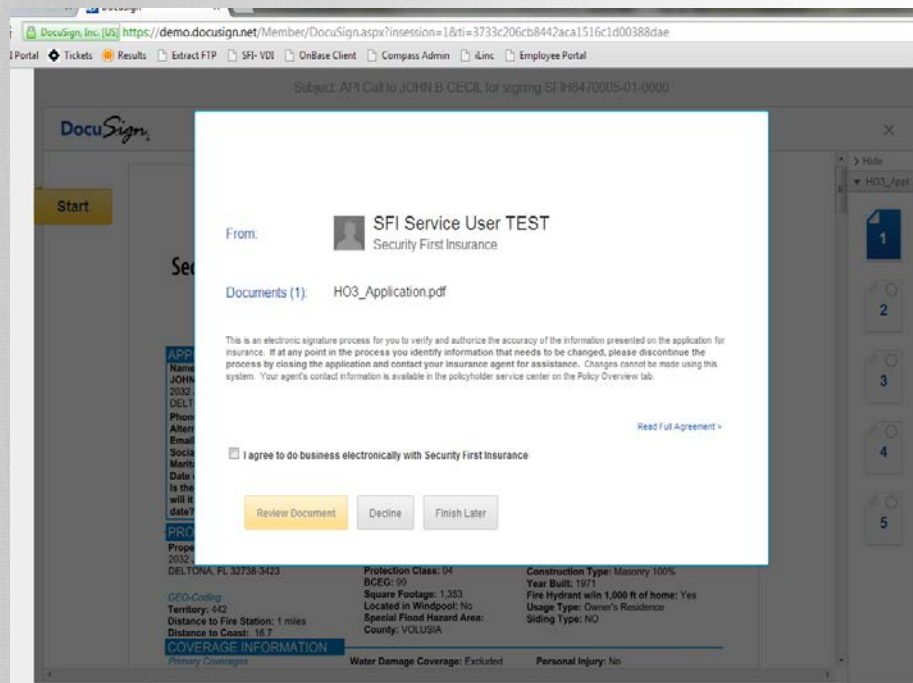 DocuSign, Inc. [US] https://demo.docusign.net/Member/DocuSign.aspx?insession=1&ti=3733c206cb8442aca1516c1d00388dae
Portal Tickets Results Extract FTP SFI- VDI OnBase Client Compass Admin iLinc Employee Portal
Subject: API Call to JOHN B CECIL for signing SFIH8470005-01-0000
DocuSign
Hide
Start
HO3_Appl
1
2
3
4
5
From: SFI Service User TEST
Security First Insurance
Documents (1): HO3_Application.pdf
This is an electronic signature process for you to verify and authorize the accuracy of the information presented on the application for
insurance. If at any point in the process you identify information that needs to be changed, please discontinue the
process by closing the application and contact your insurance agent for assistance. Changes cannot be made using this
system. Your agent's contact information is available in the policyholder service center on the Policy Overview tab.
Read Full Agreement >
I agree to do business electronically with Security First Insurance
Review Document Decline Finish Later
Sec
APP
Name
JOHN
2032
DELT
Phon
Altern
Email
Socia
Marit
Date
Is the
will it
date?
PRO
Prope
2032
DELTONA, FL 32738-3423
GEO-Coding
Territory: 442
Distance to Fire Station: 1 miles
Distance to Coast: 16.7
Protection Class: 04
BCEG: 99
Square Footage: 1,353
Located in Windpool: No
Special Flood Hazard Area:
County: VOLUSIA
Construction Type: Masonry 100%
Year Built: 1971
Fire Hydrant w/in 1,000 ft of home: Yes
Usage Type: Owner's Residence
Siding Type: NO
COVERAGE INFORMATION
Primary Coverages Water Damage Coverage: Excluded Personal Injury: No